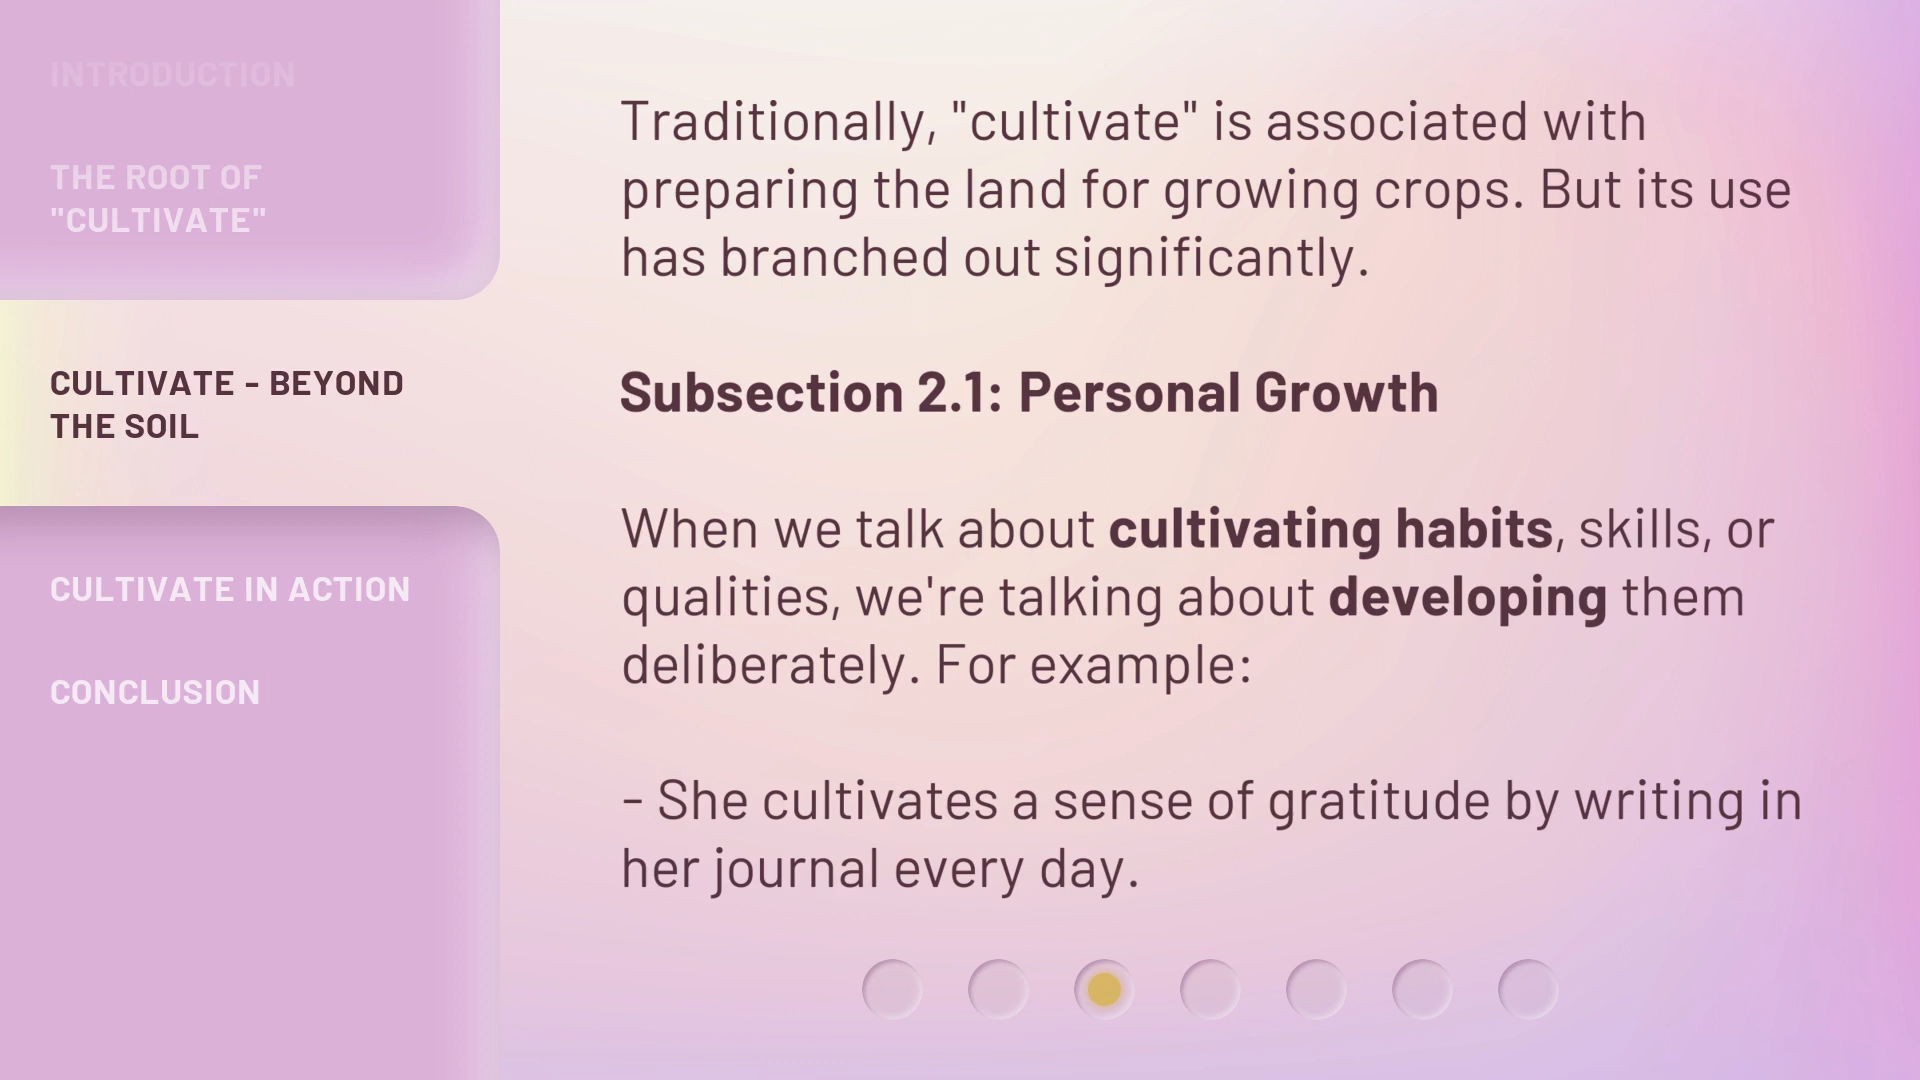 INTRODUCTION
THE ROOT OF
"CULTIVATE"
CULTIVATE - BEYOND
THE SOIL
CULTIVATE IN ACTION
CONCLUSION
Traditionally, "cultivate" is associated with
preparing the land for growing crops. But its use
has branched out significantly.
Subsection 2.1: Personal Growth
When we talk about cultivating habits, skills, or
qualities, we're talking about developing them
deliberately. For example:
- She cultivates a sense of gratitude by writing in
her journal every day.